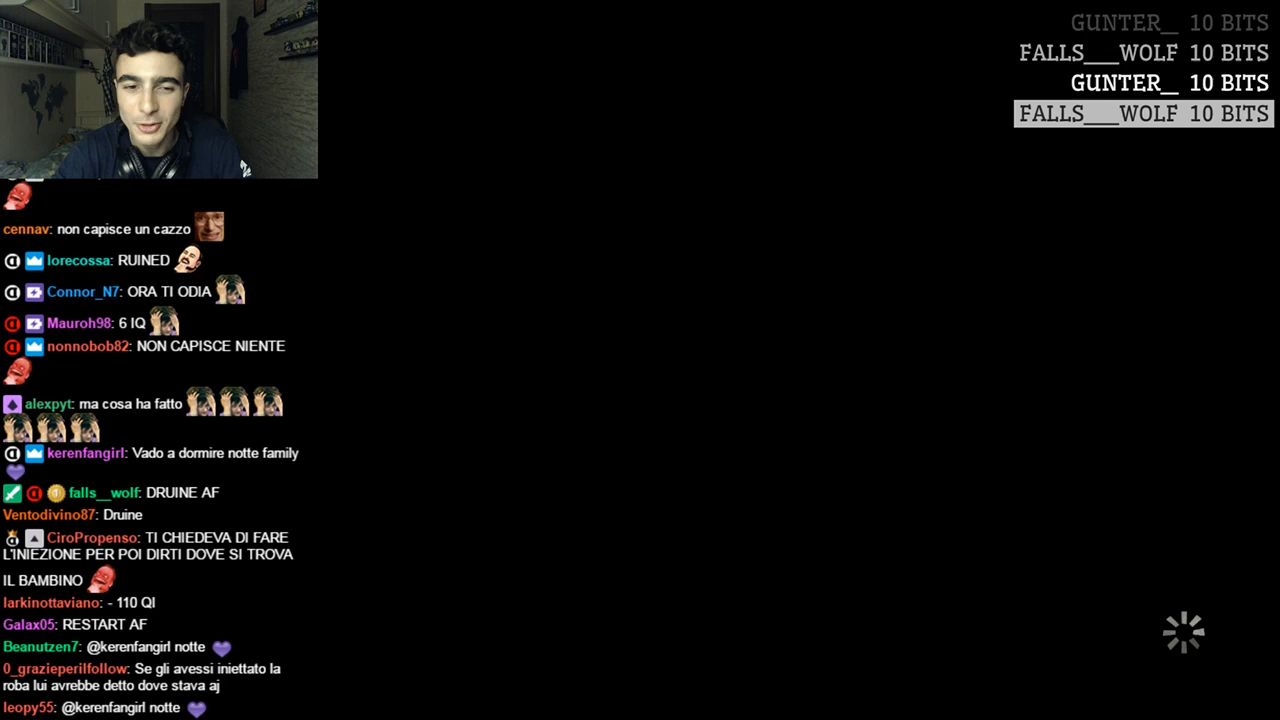 GUNTER_ 10 BITS
FALLS___WOLF 10 BITS
GUNTER_ 10 BITS
FALLS___WOLF 10 BITS
cennav: non capisce un cazzo
lorecossa: RUINED
Connor_N7: ORA TI ODIA
Mauroh98: 6 IQ
nonnobob82: NON CAPISCE NIENTE
alexpyt: ma cosa ha fatto
kerenfangirl: Vado a dormire notte family
falls__wolf: DRUINE AF
Ventodivino87: Druine
CiroPropenso: TI CHIEDEVA DI FARE
L'INIEZIONE PER POI DIRTI DOVE SI TROVA
IL BAMBINO
larkinottaviano: - 110 QI
Galax05: RESTART AF
Beanutzen7: @kerenfangirl notte
0_grazieperilfollow: Se gli avessi iniettato la
roba lui avrebbe detto dove stava aj
leopy55: @kerenfangirl notte